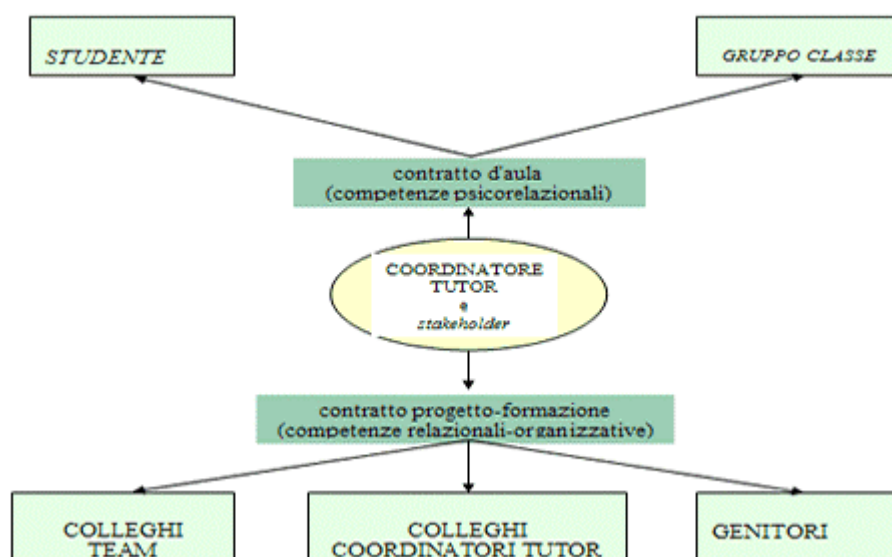 STUDENTE
GRUPPO CLASSE
contratto d'aula
(competenze psicorelazionali)
COORDINATORE
TUTOR
e
stakeholder
contratto progetto-formazione
(competenze relazionali-organizzative)
COLLEGHI
TEAM
COLLEGHI
COORDINATORI TUTOR
GENITORI